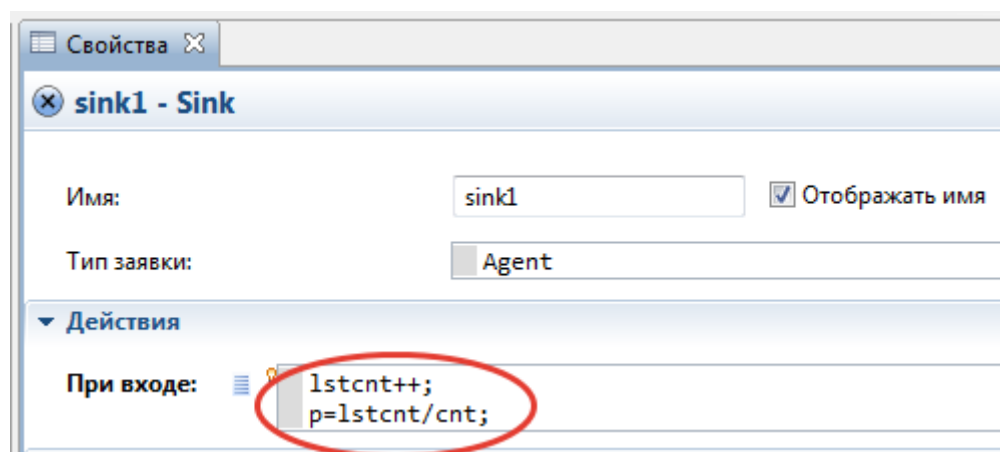 Свойства
sink1 - Sink
Имя: sink1 Отображать имя
Тип заявки: Agent
Действия
При входе: lstcnt++;
p=lstcnt/cnt;